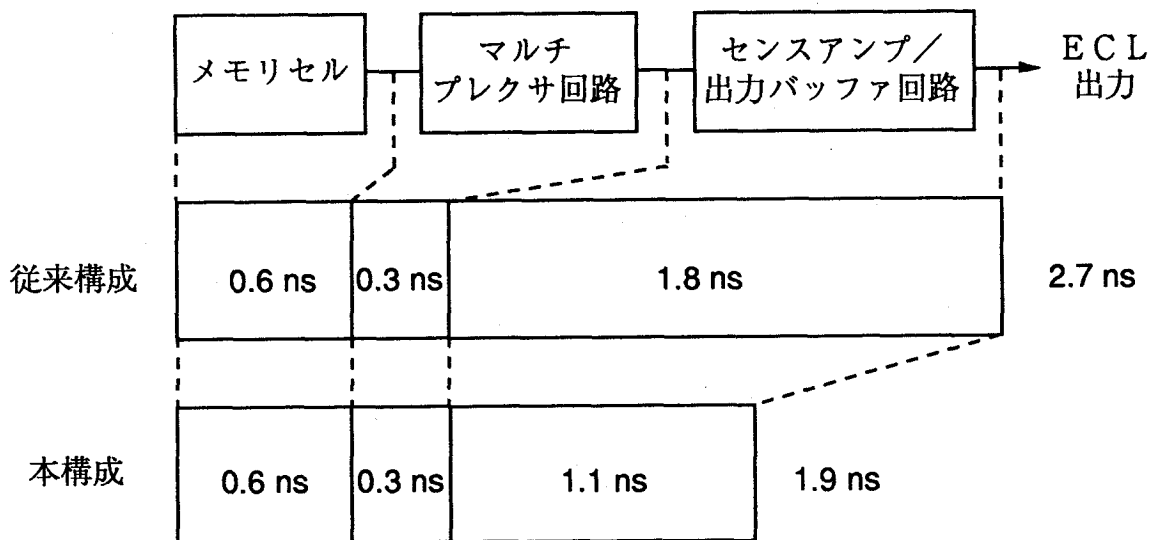 メモリセル
マルチ
プレクサ回路
センスアンプ／
出力バッファ回路
ＥＣＬ
出力
従来構成
0.6 ns
0.3 ns
1.8 ns
2.7 ns
本構成
0.6 ns
0.3 ns
1.1 ns
1.9 ns